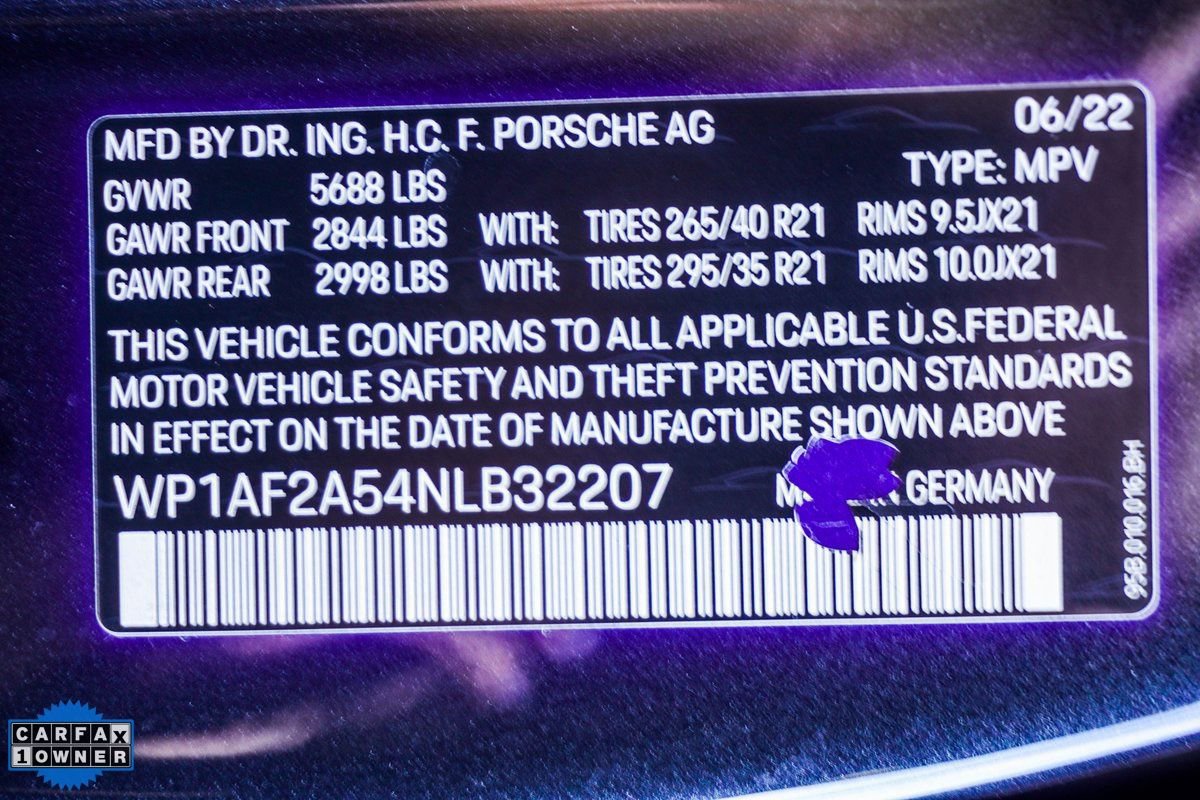 MFD BY DR. ING. H.C. F. PORSCHE AG 06/22
TYPE: MPV
GVWR 5688 LBS
GAWR FRONT 2844 LBS WITH: TIRES 265/40 R21 RIMS 9.5JX21
GAWR REAR 2998 LBS WITH: TIRES 295/35 R21 RIMS 10.0JX21
THIS VEHICLE CONFORMS TO ALL APPLICABLE U.S.FEDERAL
MOTOR VEHICLE SAFETY AND THEFT PREVENTION STANDARDS
IN EFFECT ON THE DATE OF MANUFACTURE SHOWN ABOVE
WP1AF2A54NLB32207 GERMANY
95B.010.016.BH
CARFAX
1 OWNER